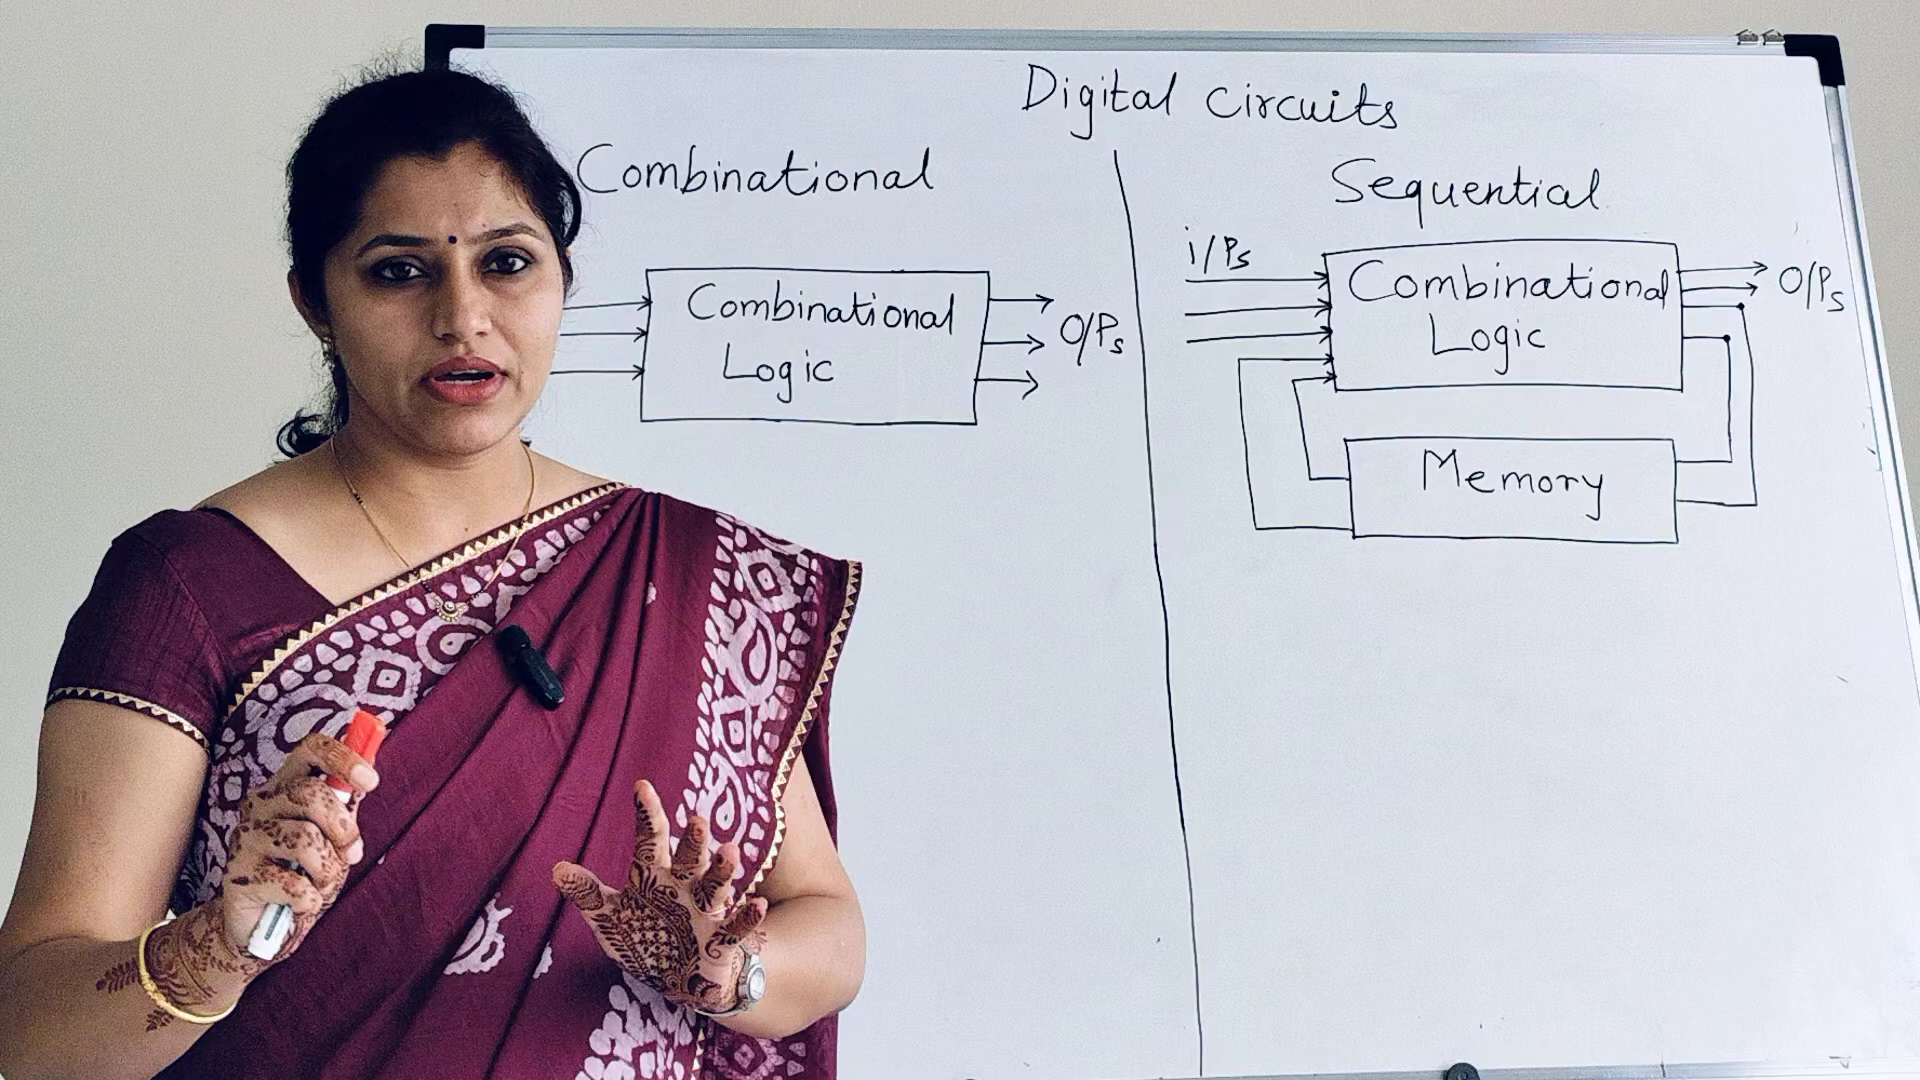 Digital Circuits
Combinational
Combinational
Logic
O/Ps
Sequential
i/Ps
Combinational
Logic
O/Ps
Memory